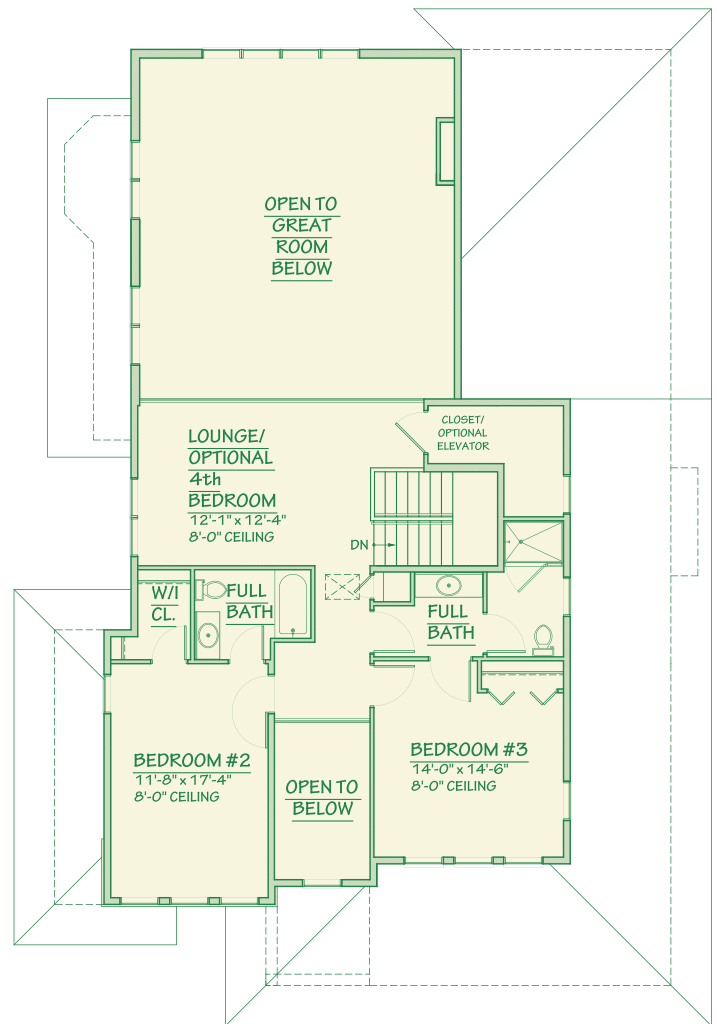 OPEN TO
GREAT
ROOM
BELOW
CLOSET/
OPTIONAL
ELEVATOR
LOUNGE/
OPTIONAL
4th
BEDROOM
12'-1" x 12'-4"
8'-0" CEILING
DN
W/I
CL.
FULL
BATH
FULL
BATH
BEDROOM #2
11'-8" x 17'-4"
8'-0" CEILING
OPEN TO
BELOW
BEDROOM #3
14'-0" x 14'-6"
8'-0" CEILING